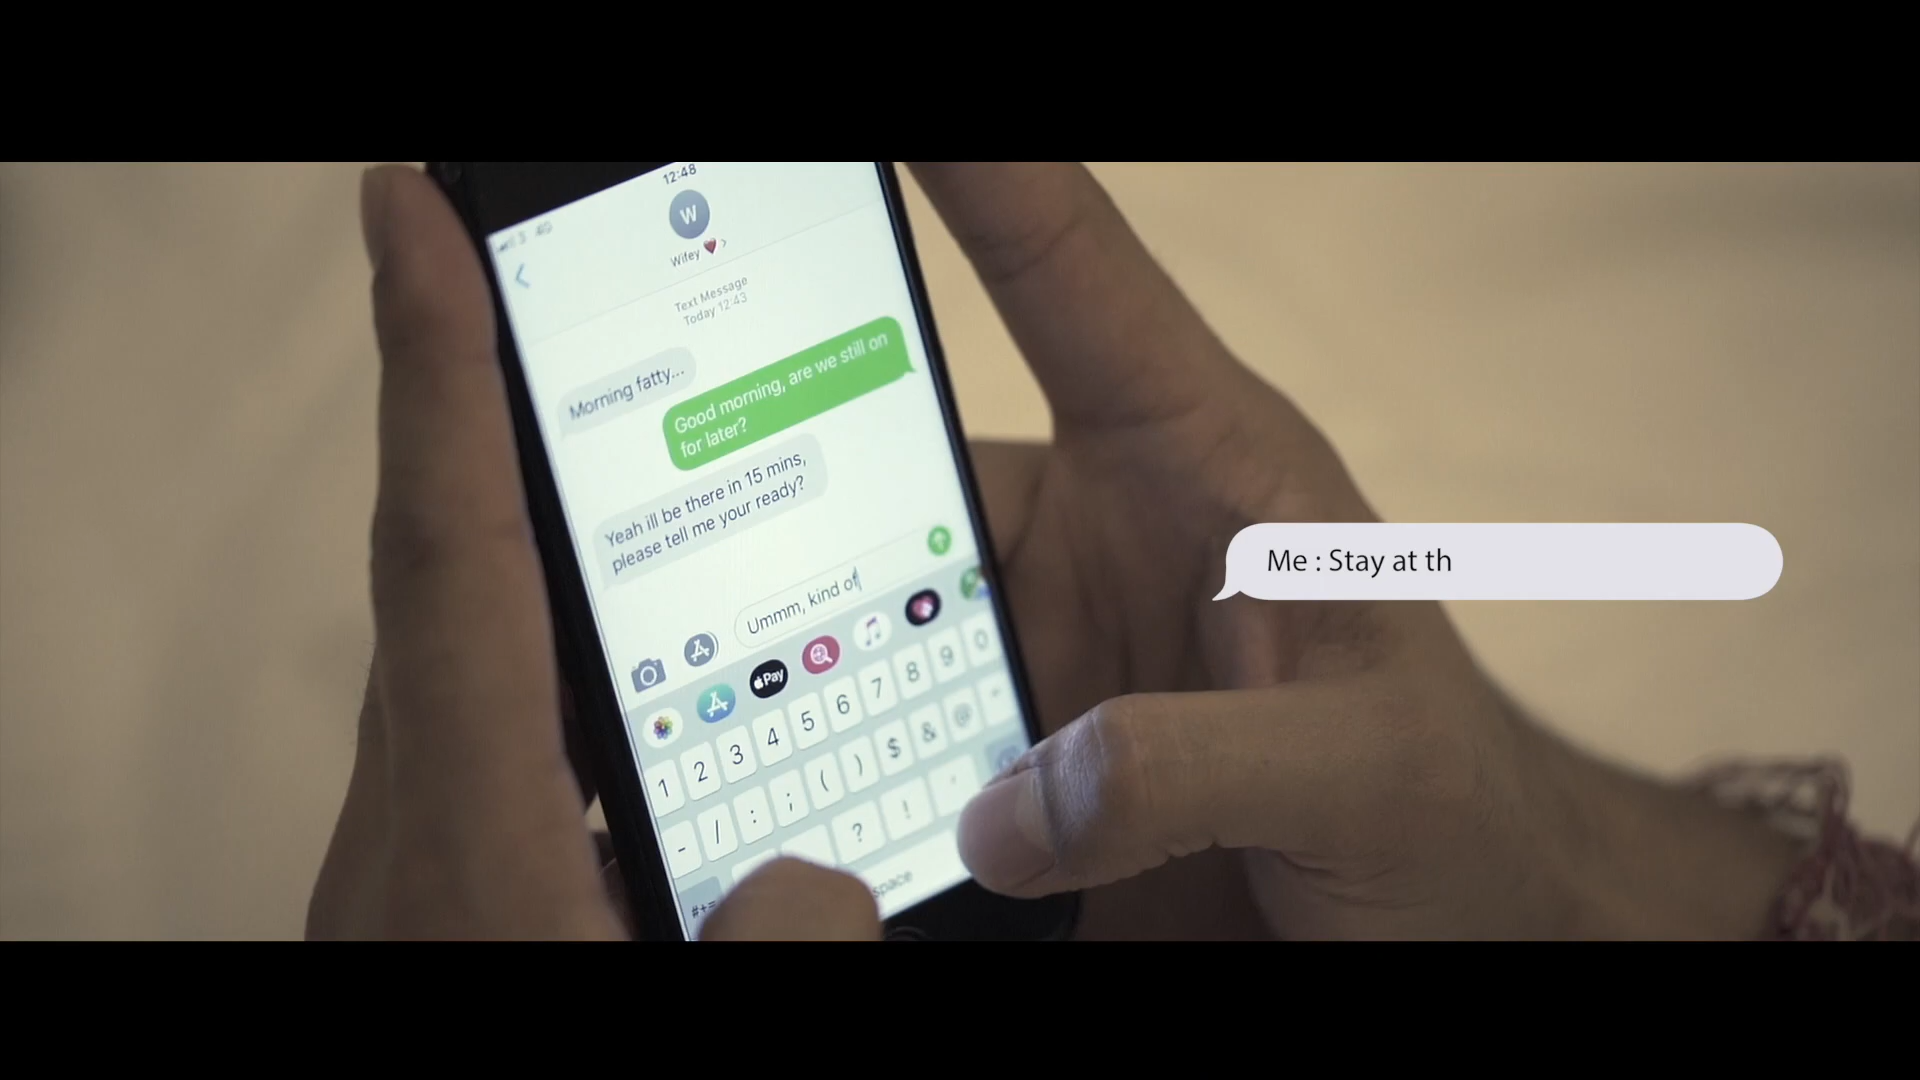 12:48
3 4G
W
Wifey ❤️ >
Text Message
Today 12:43
Morning fatty...
Good morning, are we still on
for later?
Yeah ill be there in 15 mins,
please tell me your ready?
Ummm, kind of
Me : Stay at th
Pay
1 2 3 4 5 6 7 8 9 0
- / : ; ( ) $ & @ "
? ! '
#+= space